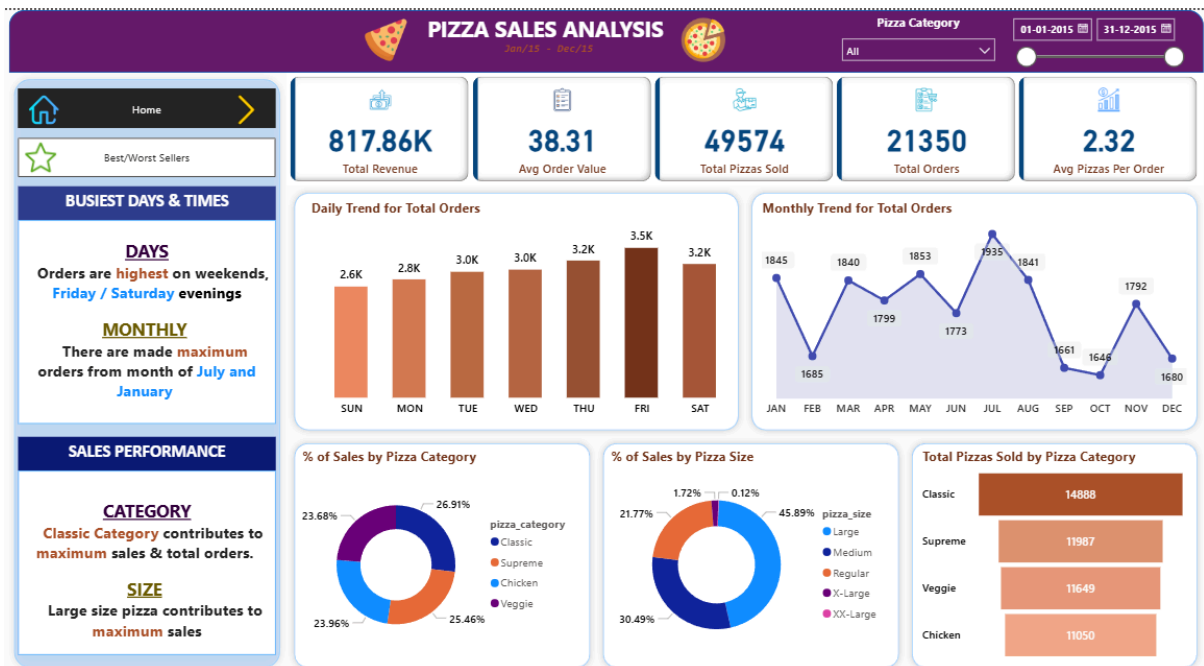 PIZZA SALES ANALYSIS
Jan/15 - Dec/15
Pizza Category
All
01-01-2015
31-12-2015
Home
Best/Worst Sellers
BUSIEST DAYS & TIMES
DAYS
Orders are highest on weekends,
Friday / Saturday evenings
MONTHLY
There are made maximum
orders from month of July and
January
SALES PERFORMANCE
CATEGORY
Classic Category contributes to
maximum sales & total orders.
SIZE
Large size pizza contributes to
maximum sales
817.86K
Total Revenue
38.31
Avg Order Value
49574
Total Pizzas Sold
21350
Total Orders
2.32
Avg Pizzas Per Order
Daily Trend for Total Orders
2.6K
2.8K
3.0K
3.0K
3.2K
3.5K
3.2K
SUN MON TUE WED THU FRI SAT
Monthly Trend for Total Orders
1845
1685
1840
1799
1853
1773
1935
1841
1661
1646
1792
1680
JAN FEB MAR APR MAY JUN JUL AUG SEP OCT NOV DEC
% of Sales by Pizza Category
26.91%
25.46%
23.96%
23.68%
pizza_category
Classic
Supreme
Chicken
Veggie
% of Sales by Pizza Size
1.72%
0.12%
45.89%
30.49%
21.77%
pizza_size
Large
Medium
Regular
X-Large
XX-Large
Total Pizzas Sold by Pizza Category
Classic 14888
Supreme 11987
Veggie 11649
Chicken 11050